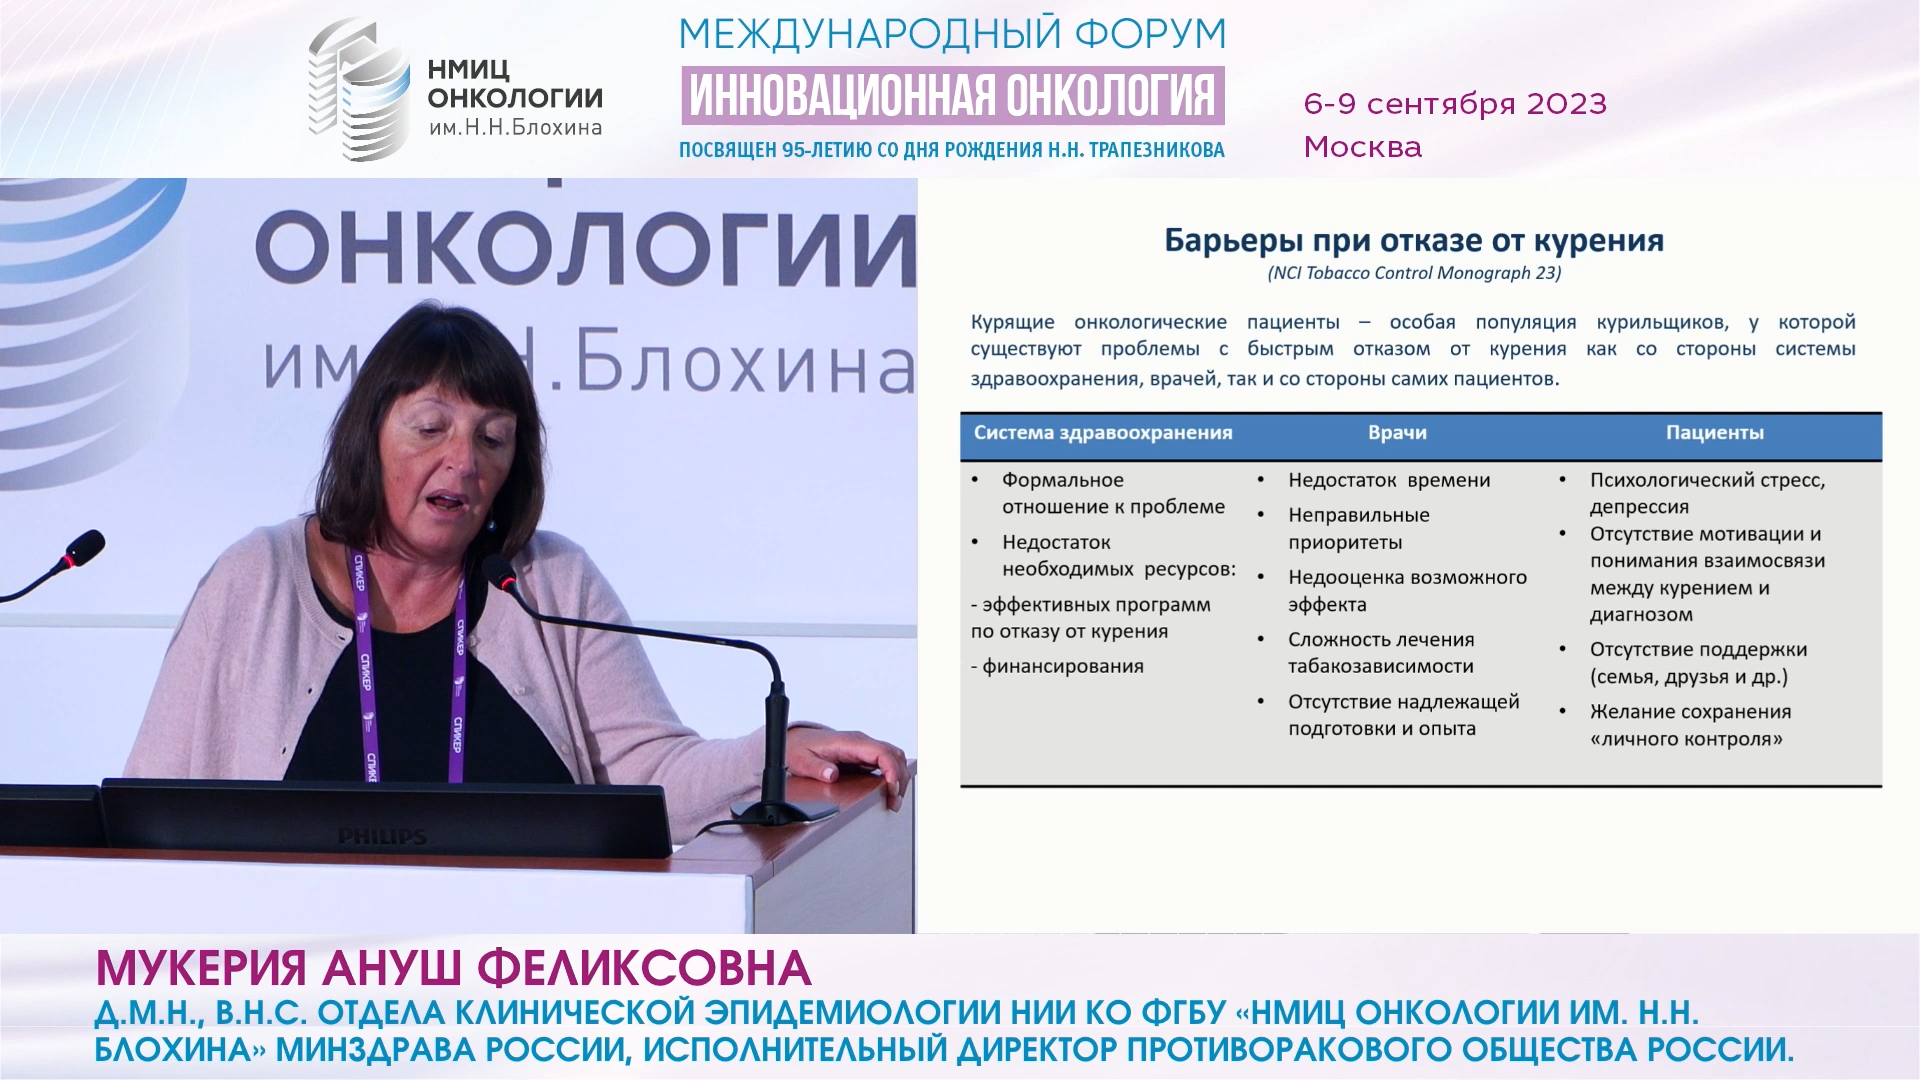 НМИЦ
ОНКОЛОГИИ
им.Н.Н.Блохина
МЕЖДУНАРОДНЫЙ ФОРУМ
ИННОВАЦИОННАЯ ОНКОЛОГИЯ
ПОСВЯЩЕН 95-ЛЕТИЮ СО ДНЯ РОЖДЕНИЯ Н.Н. ТРАПЕЗНИКОВА
6-9 сентября 2023
Москва
ОНКОЛОГИИ
им. Н.Блохина
СПИКЕР
СПИКЕР
СПИКЕР
СПИКЕР
СПИКЕР
PHILIPS
Барьеры при отказе от курения
(NCI Tobacco Control Monograph 23)
Курящие онкологические пациенты – особая популяция курильщиков, у которой
существуют проблемы с быстрым отказом от курения как со стороны системы
здравоохранения, врачей, так и со стороны самих пациентов.
Система здравоохранения
• Формальное
отношение к проблеме
• Недостаток
необходимых ресурсов:
- эффективных программ
по отказу от курения
- финансирования
Врачи
• Недостаток времени
• Неправильные
приоритеты
• Недооценка возможного
эффекта
• Сложность лечения
табакозависимости
• Отсутствие надлежащей
подготовки и опыта
Пациенты
• Психологический стресс,
депрессия
• Отсутствие мотивации и
понимания взаимосвязи
между курением и
диагнозом
• Отсутствие поддержки
(семья, друзья и др.)
• Желание сохранения
«личного контроля»
МУКЕРИЯ АНУШ ФЕЛИКСОВНА
Д.М.Н., В.Н.С. ОТДЕЛА КЛИНИЧЕСКОЙ ЭПИДЕМИОЛОГИИ НИИ КО ФГБУ «НМИЦ ОНКОЛОГИИ ИМ. Н.Н.
БЛОХИНА» МИНЗДРАВА РОССИИ, ИСПОЛНИТЕЛЬНЫЙ ДИРЕКТОР ПРОТИВОРАКОВОГО ОБЩЕСТВА РОССИИ.